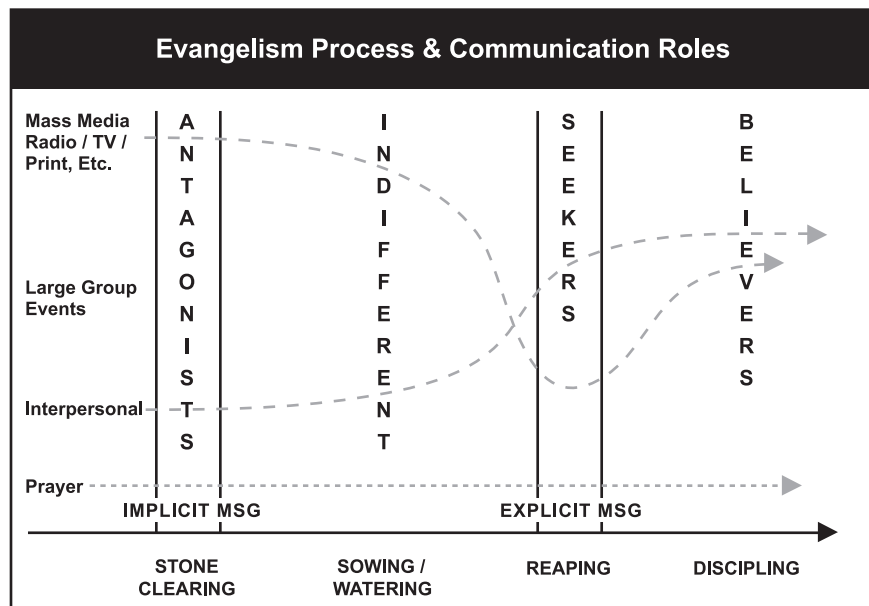 Evangelism Process & Communication Roles
Mass Media
Radio / TV /
Print, Etc.
Large Group
Events
Interpersonal
Prayer
ANTAGONISTS
INDIFFERENT
SEEKERS
BELIEVERS
IMPLICIT MSG
EXPLICIT MSG
STONE
CLEARING
SOWING /
WATERING
REAPING
DISCIPLING